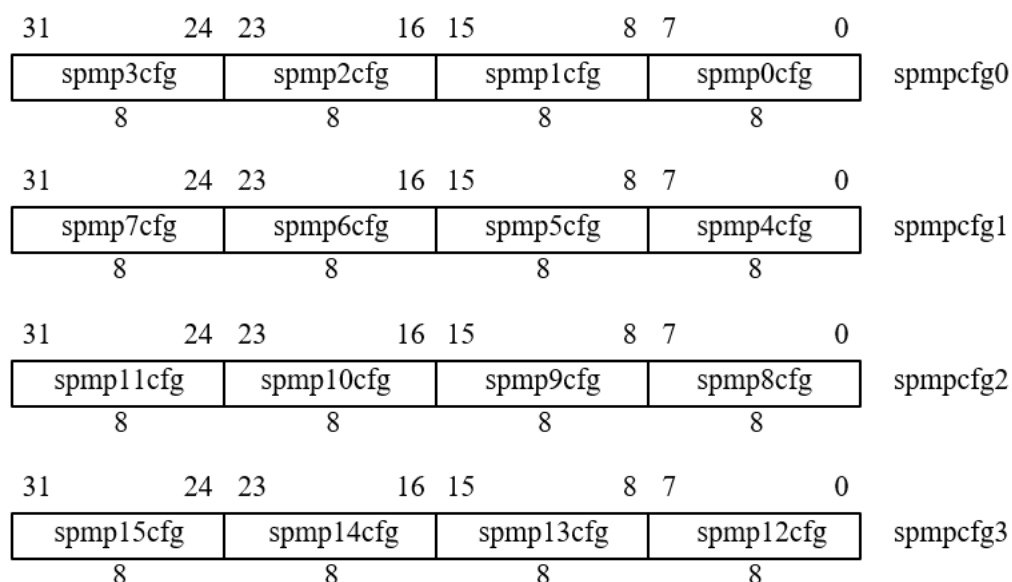 31 24 23 16 15 8 7 0
spmp3cfg spmp2cfg spmp1cfg spmp0cfg spmpcfg0
8 8 8 8
31 24 23 16 15 8 7 0
spmp7cfg spmp6cfg spmp5cfg spmp4cfg spmpcfg1
8 8 8 8
31 24 23 16 15 8 7 0
spmp11cfg spmp10cfg spmp9cfg spmp8cfg spmpcfg2
8 8 8 8
31 24 23 16 15 8 7 0
spmp15cfg spmp14cfg spmp13cfg spmp12cfg spmpcfg3
8 8 8 8